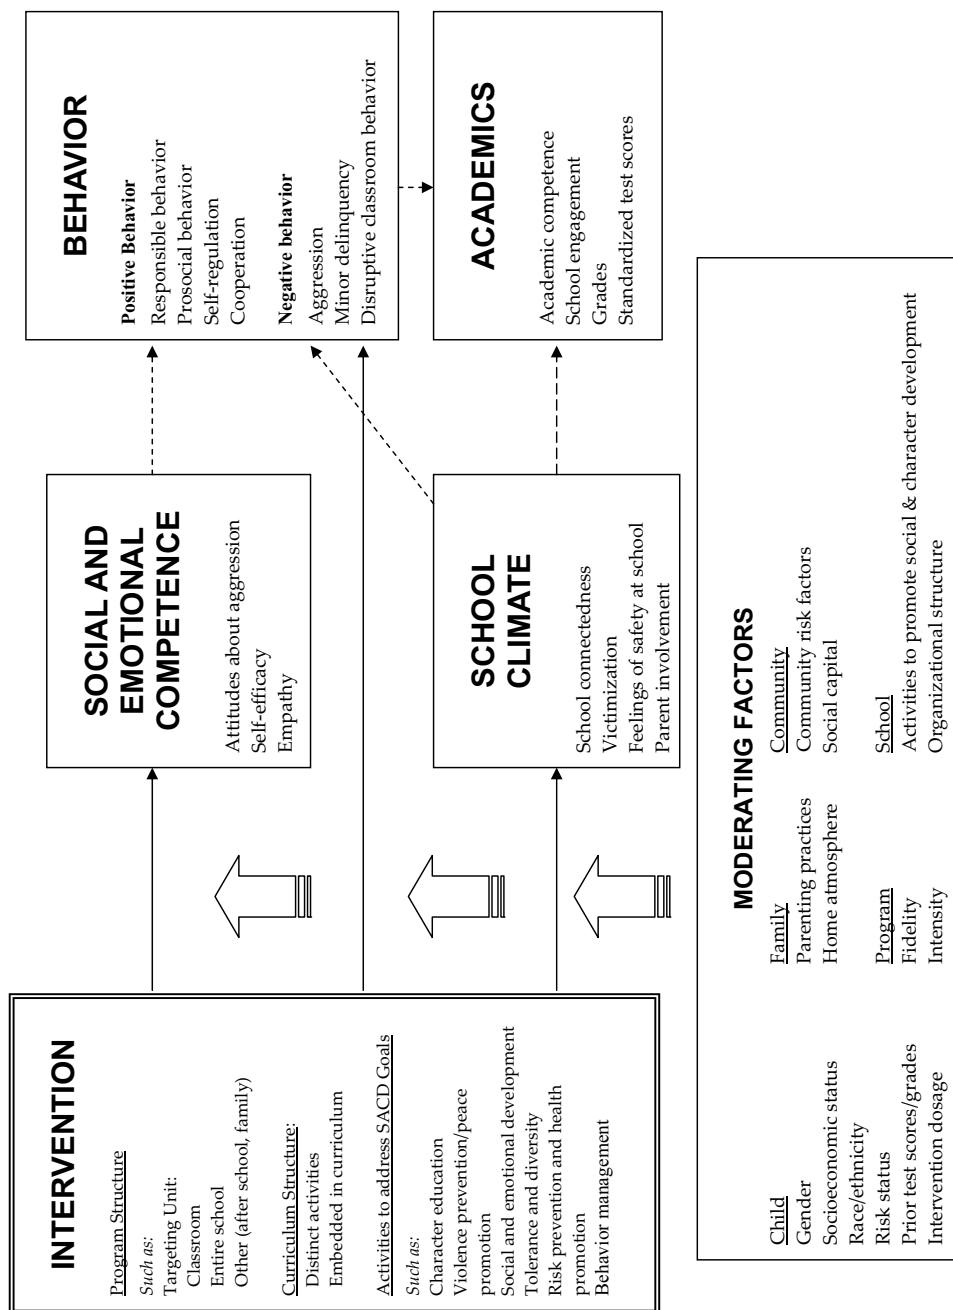 INTERVENTION
Program Structure
Such as:
Targeting Unit:
Classroom
Entire school
Other (after school, family)
Curriculum Structure:
Distinct activities
Embedded in curriculum
Activities to address SACD Goals
Such as:
Character education
Violence prevention/peace
promotion
Social and emotional development
Tolerance and diversity
Risk prevention and health
promotion
Behavior management
SOCIAL AND
EMOTIONAL
COMPETENCE
Attitudes about aggression
Self-efficacy
Empathy
SCHOOL
CLIMATE
School connectedness
Victimization
Feelings of safety at school
Parent involvement
BEHAVIOR
Positive Behavior
Responsible behavior
Prosocial behavior
Self-regulation
Cooperation
Negative behavior
Aggression
Minor delinquency
Disruptive classroom behavior
ACADEMICS
Academic competence
School engagement
Grades
Standardized test scores
MODERATING FACTORS
Child
Gender
Socioeconomic status
Race/ethnicity
Risk status
Prior test scores/grades
Intervention dosage
Family
Parenting practices
Home atmosphere
Program
Fidelity
Intensity
Community
Community risk factors
Social capital
School
Activities to promote social & character development
Organizational structure